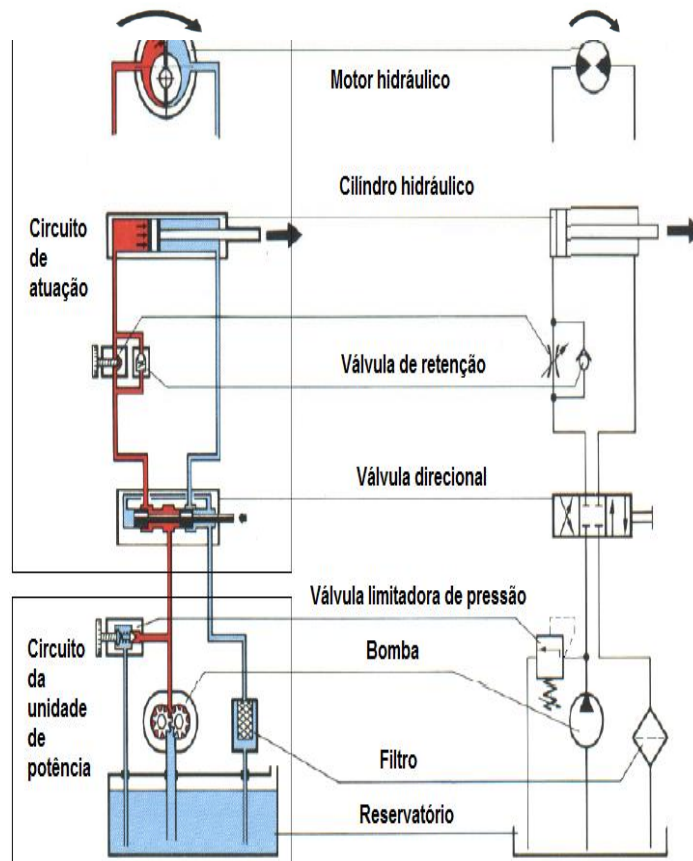 Motor hidráulico
Cilíndro hidráulico
Circuito
de
atuação
Válvula de retenção
Válvula direcional
Válvula limitadora de pressão
Circuito
da
unidade
de
potência
Bomba
Filtro
Reservatório